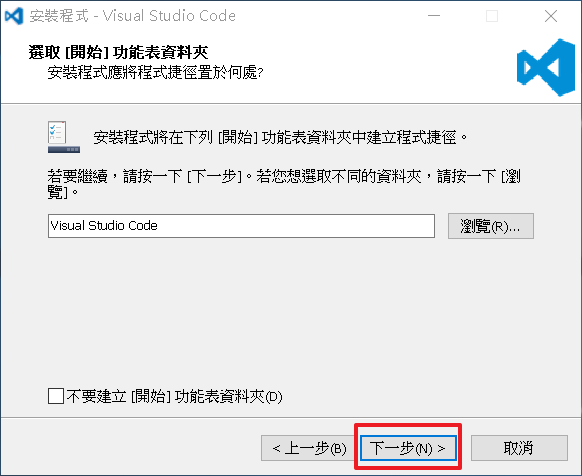 安裝程式 - Visual Studio Code
選取 [開始] 功能表資料夾
安裝程式應將程式捷徑置於何處?
安裝程式將在下列 [開始] 功能表資料夾中建立程式捷徑。
若要繼續，請按一下 [下一步]。若您想選取不同的資料夾，請按一下 [瀏
覽]。
Visual Studio Code
瀏覽(R)...
不要建立 [開始] 功能表資料夾(D)
< 上一步(B)
下一步(N) >
取消